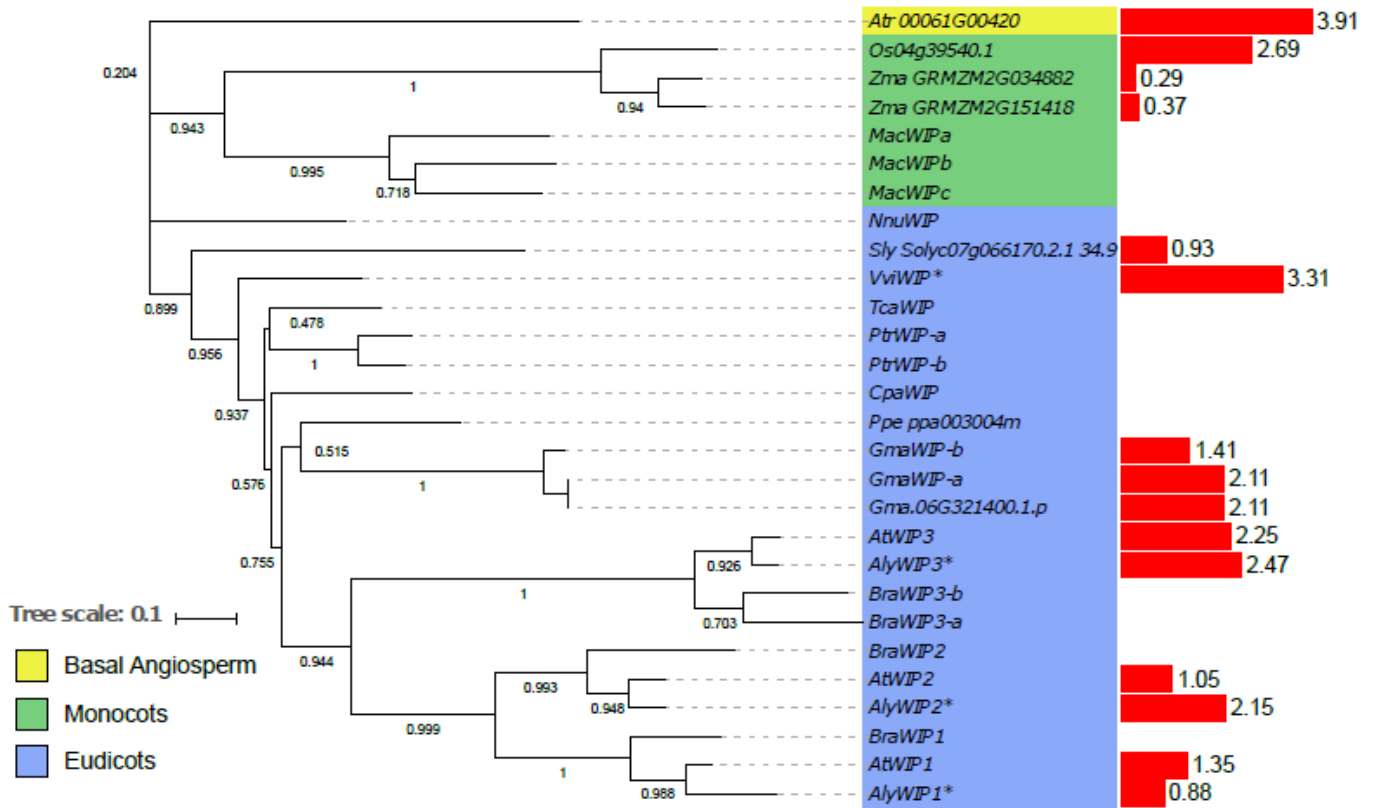 Atr 00061G00420 3.91
Os04g39540.1 2.69
0.204
1
Zma GRMZM2G034882 0.29
0.94
Zma GRMZM2G151418 0.37
0.943
MacWIPa
MacWIPb
0.995
0.718
MacWIPc
NnuWIP
Sly Solyc07g066170.2.1 34.9 0.93
VviWIP* 3.31
0.899
TcaWIP
0.478
PtrWIP-a
0.956
1
PtrWIP-b
CpaWIP
0.937
Ppe ppa003004m
0.515
GmaWIP-b 1.41
0.576
1
GmaWIP-a 2.11
Gma.06G321400.1.p 2.11
AtWIP3 2.25
0.755
0.926
AlyWIP3* 2.47
1
BraWIP3-b
Tree scale: 0.1
0.703
BraWIP3-a
BraWIP2
Basal Angiosperm
0.944
0.993
AtWIP2 1.05
0.948
AlyWIP2* 2.15
Monocots
0.999
BraWIP1
Eudicots
1
AtWIP1 1.35
0.988
AlyWIP1* 0.88